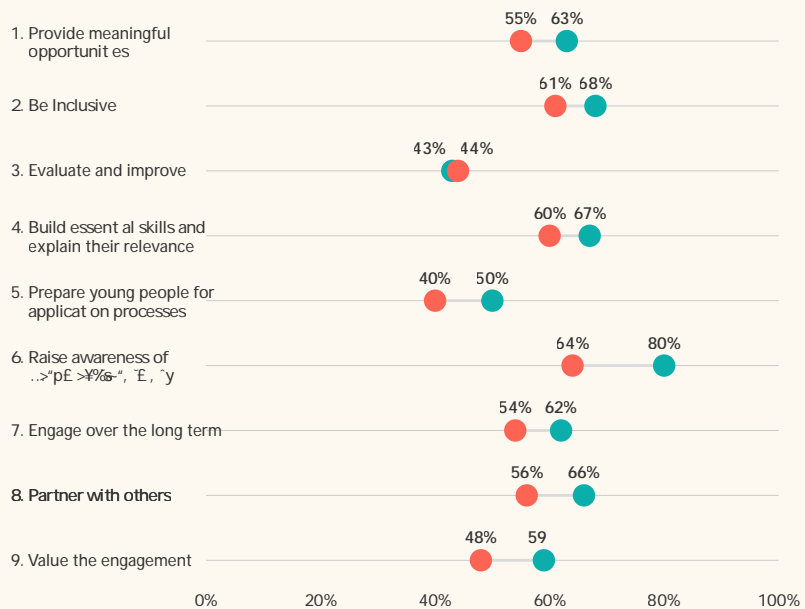 55% 63%
1. Provide meaningful
opportunit es
61% 68%
2. Be Inclusive
43% 44%
3. Evaluate and improve
60% 67%
4. Build essent al skills and
explain their relevance
40% 50%
5. Prepare young people for
applicat on processes
64% 80%
6. Raise awareness of
54% 62%
7. Engage over the long term
56% 66%
8. Partner with others
48% 59
9. Value the engagement
0% 20% 40% 60% 80% 100%